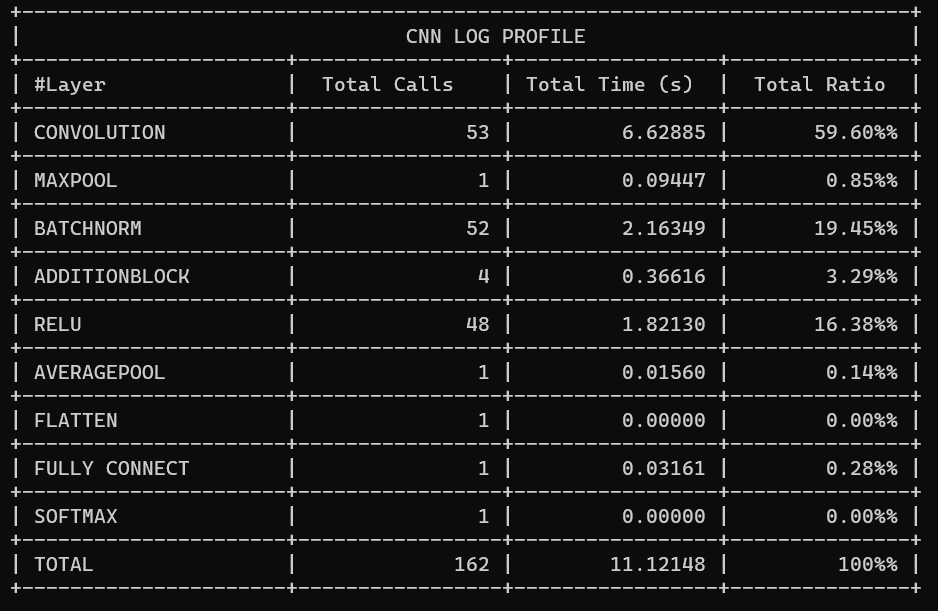 CNN LOG PROFILE
#Layer | Total Calls | Total Time (s) | Total Ratio
CONVOLUTION | 53 | 6.62885 | 59.60%%
MAXPOOL | 1 | 0.09447 | 0.85%%
BATCHNORM | 52 | 2.16349 | 19.45%%
ADDITIONBLOCK | 4 | 0.36616 | 3.29%%
RELU | 48 | 1.82130 | 16.38%%
AVERAGEPOOL | 1 | 0.01560 | 0.14%%
FLATTEN | 1 | 0.00000 | 0.00%%
FULLY CONNECT | 1 | 0.03161 | 0.28%%
SOFTMAX | 1 | 0.00000 | 0.00%%
TOTAL | 162 | 11.12148 | 100%%